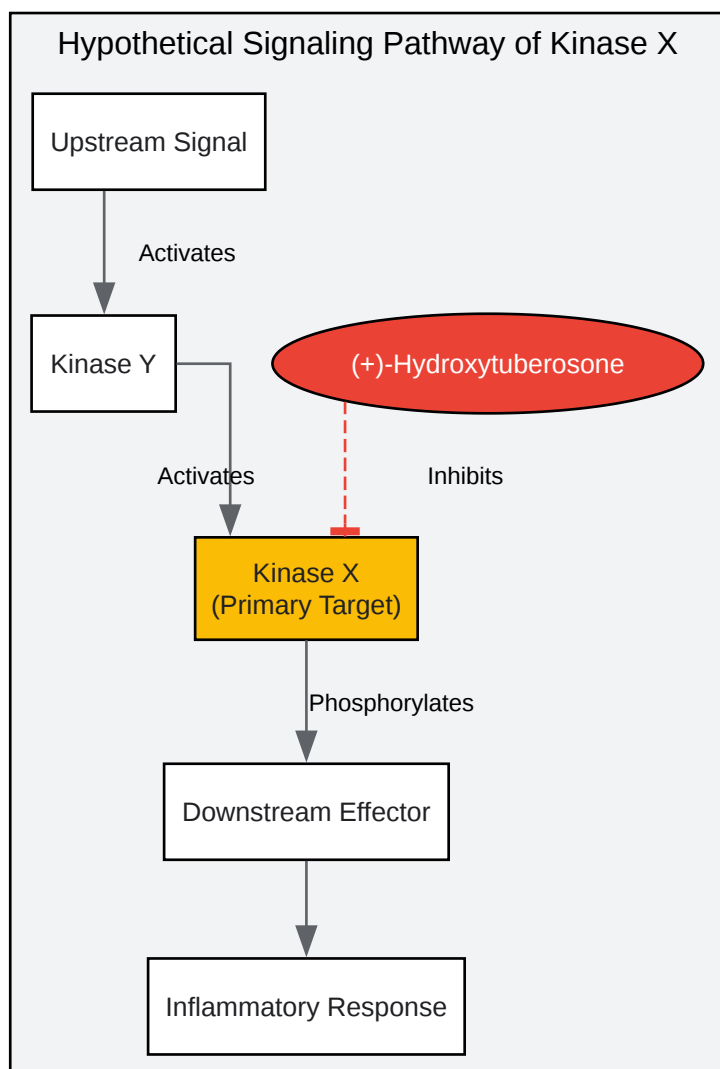 Hypothetical Signaling Pathway of Kinase X
Upstream Signal
Activates
Kinase Y
(+)-Hydroxytuberosone
Activates
Inhibits
Kinase X
(Primary Target)
Phosphorylates
Downstream Effector
Inflammatory Response